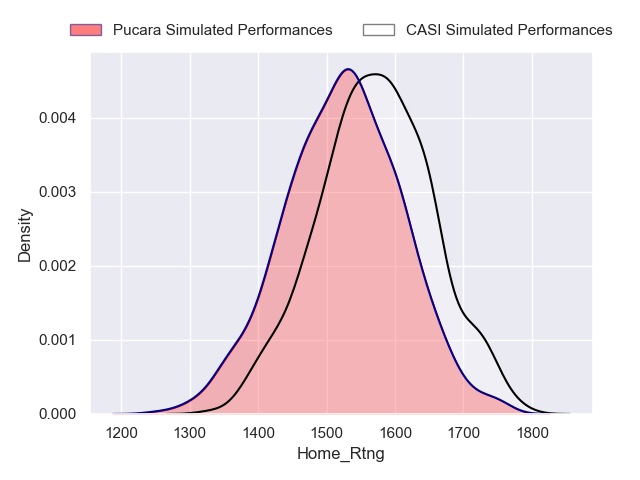 Pucara Simulated Performances CASI Simulated Performances
0.004
0.003
0.002
0.001
0.000
Density
1200 1300 1400 1500 1600 1700 1800
Home_Rtng